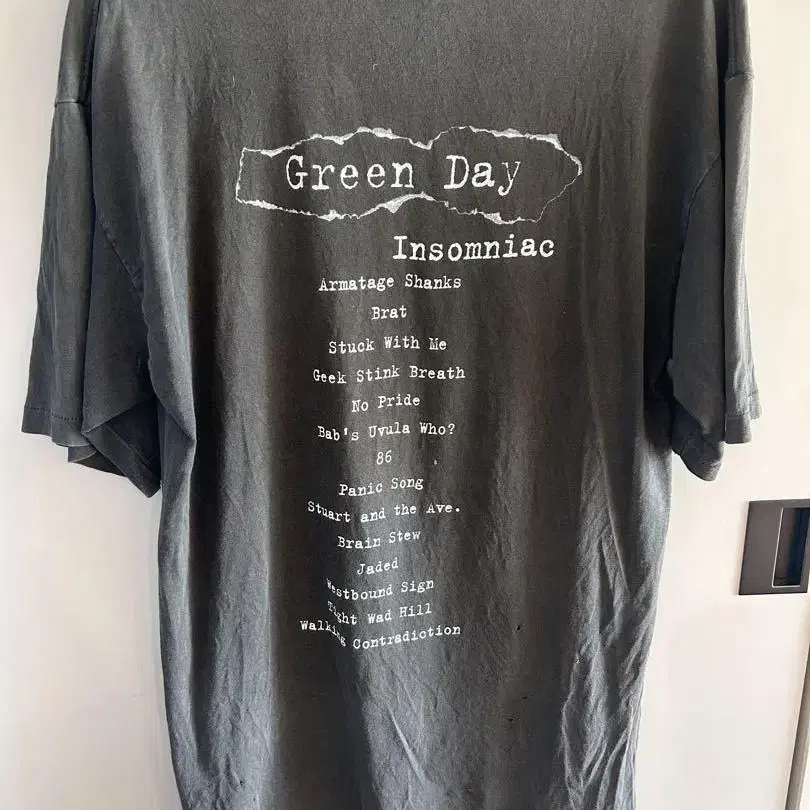 Green Day
Insomniac
Armatage Shanks
Brat
Stuck With Me
Geek Stink Breath
No Pride
Bab's Uvula Who?
86
Panic Song
Stuart and the Ave.
Brain Stew
Jaded
Westbound Sign
Tight Wad Hill
Walking Contradiction